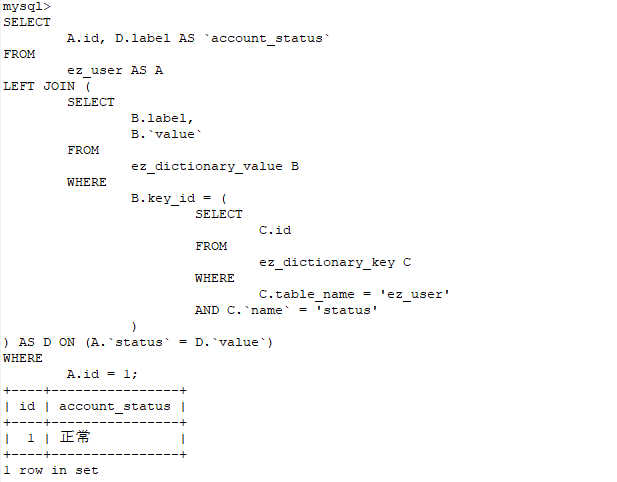 mysql>
SELECT
A.id, D.label AS `account_status`
FROM
ez_user AS A
LEFT JOIN (
SELECT
B.label,
B.`value`
FROM
ez_dictionary_value B
WHERE
B.key_id = (
SELECT
C.id
FROM
ez_dictionary_key C
WHERE
C.table_name = 'ez_user'
AND C.`name` = 'status'
)
) AS D ON (A.`status` = D.`value`)
WHERE
A.id = 1;
+----+----------------+
| id | account_status |
+----+----------------+
| 1 | 正常 |
+----+----------------+
1 row in set